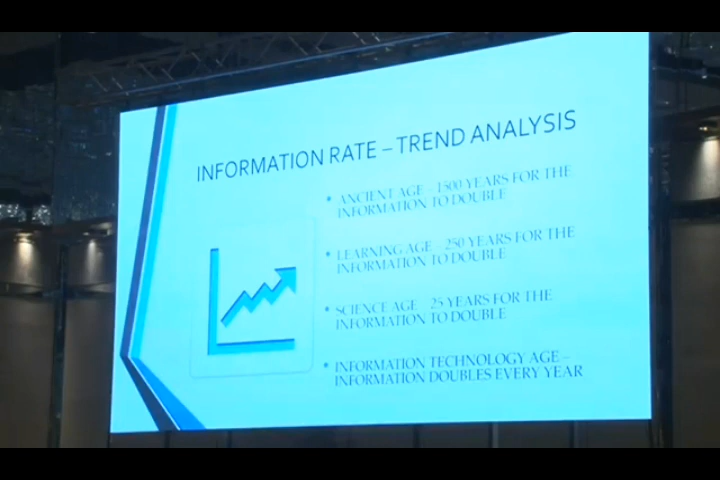 INFORMATION RATE – TREND ANALYSIS
* ANCIENT AGE – 1500 YEARS FOR THE
INFORMATION TO DOUBLE
* LEARNING AGE – 250 YEARS FOR THE
INFORMATION TO DOUBLE
* SCIENCE AGE – 25 YEARS FOR THE
INFORMATION TO DOUBLE
* INFORMATION TECHNOLOGY AGE –
INFORMATION DOUBLES EVERY YEAR